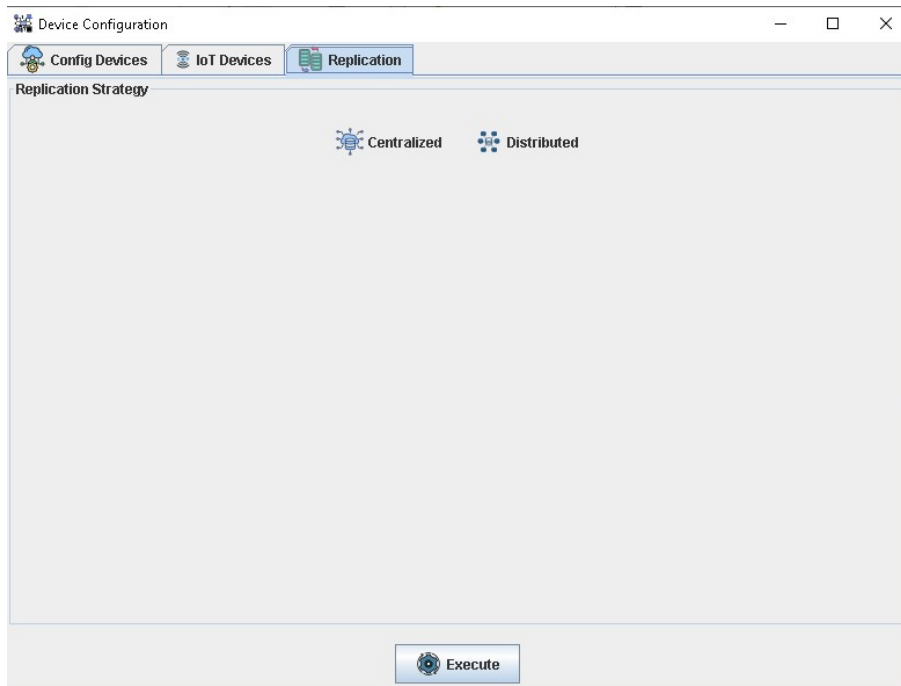 Device Configuration
Config Devices IoT Devices Replication
Replication Strategy
Centralized Distributed
Execute